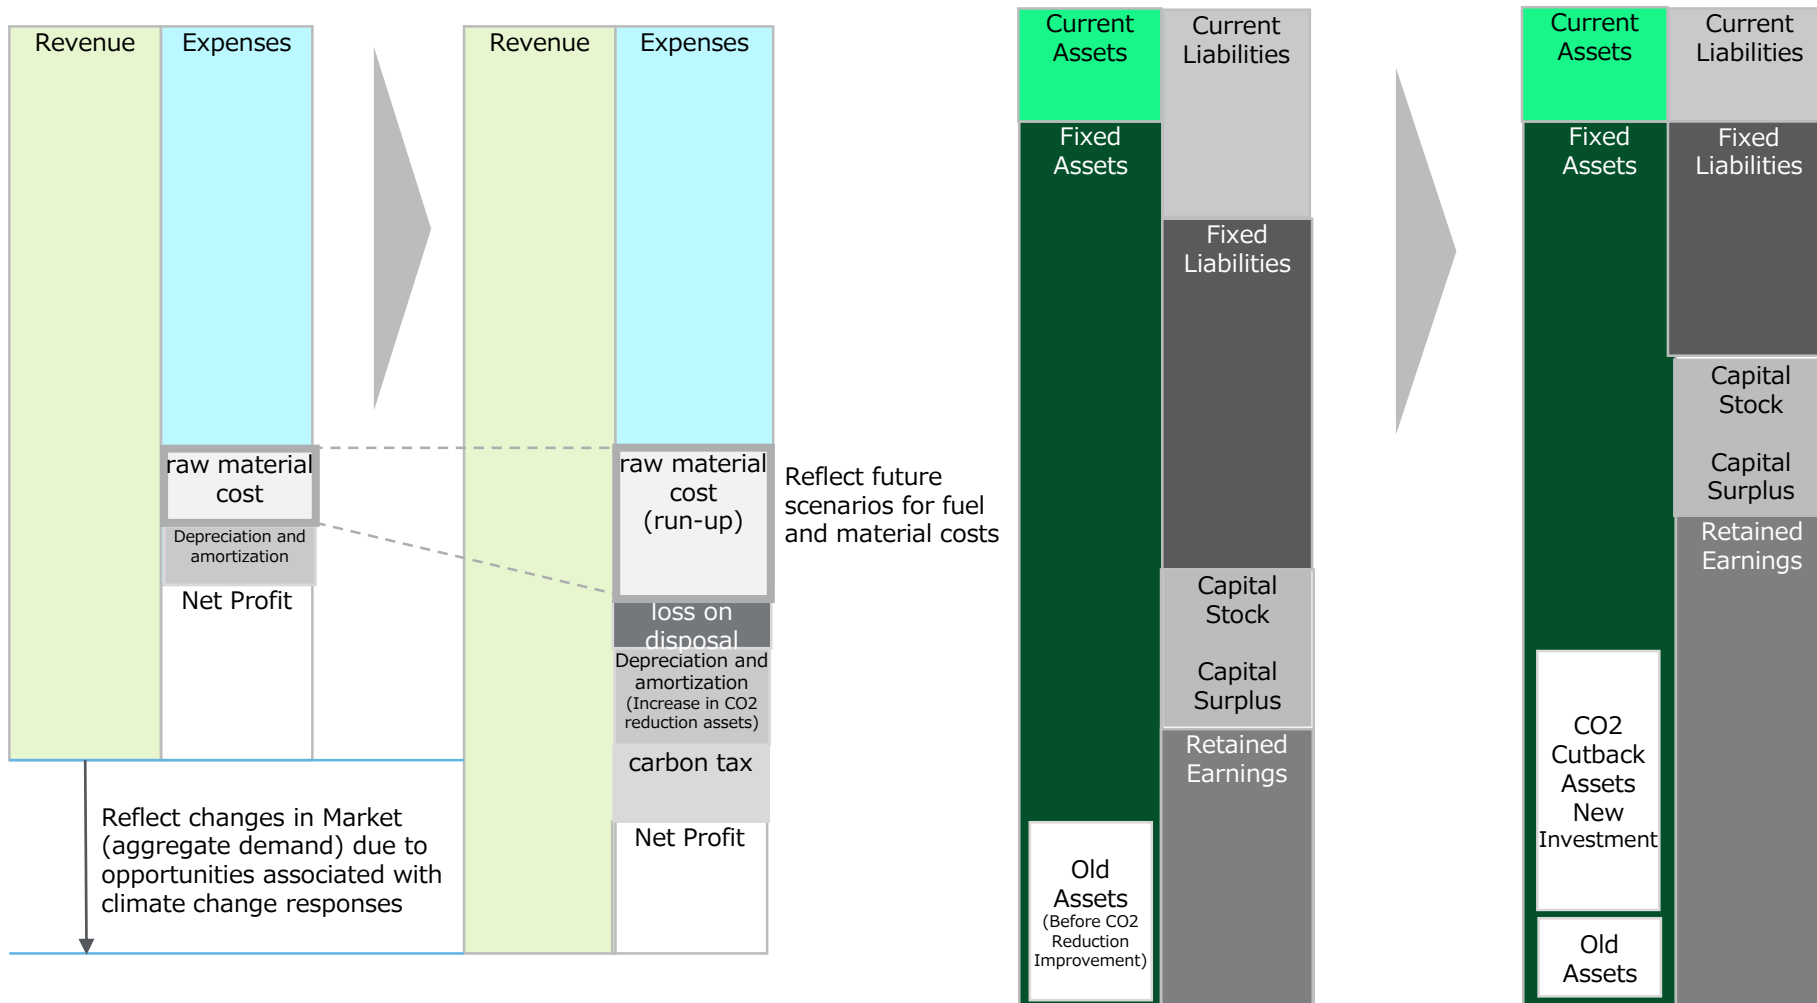 Revenue
Expenses
raw material
cost
Depreciation and
amortization
Net Profit
Reflect changes in Market
(aggregate demand) due to
opportunities associated with
climate change responses
Revenue
Expenses
raw material
cost
(run-up)
loss on
disposal
Depreciation and
amortization
(Increase in CO2
reduction assets)
carbon tax
Net Profit
Reflect future
scenarios for fuel
and material costs
Current
Assets
Fixed
Assets
Old
Assets
(Before CO2
Reduction
Improvement)
Current
Liabilities
Fixed
Liabilities
Capital
Stock
Capital
Surplus
Retained
Earnings
Current
Assets
Fixed
Assets
CO2
Cutback
Assets
New
Investment
Old
Assets
Current
Liabilities
Fixed
Liabilities
Capital
Stock
Capital
Surplus
Retained
Earnings